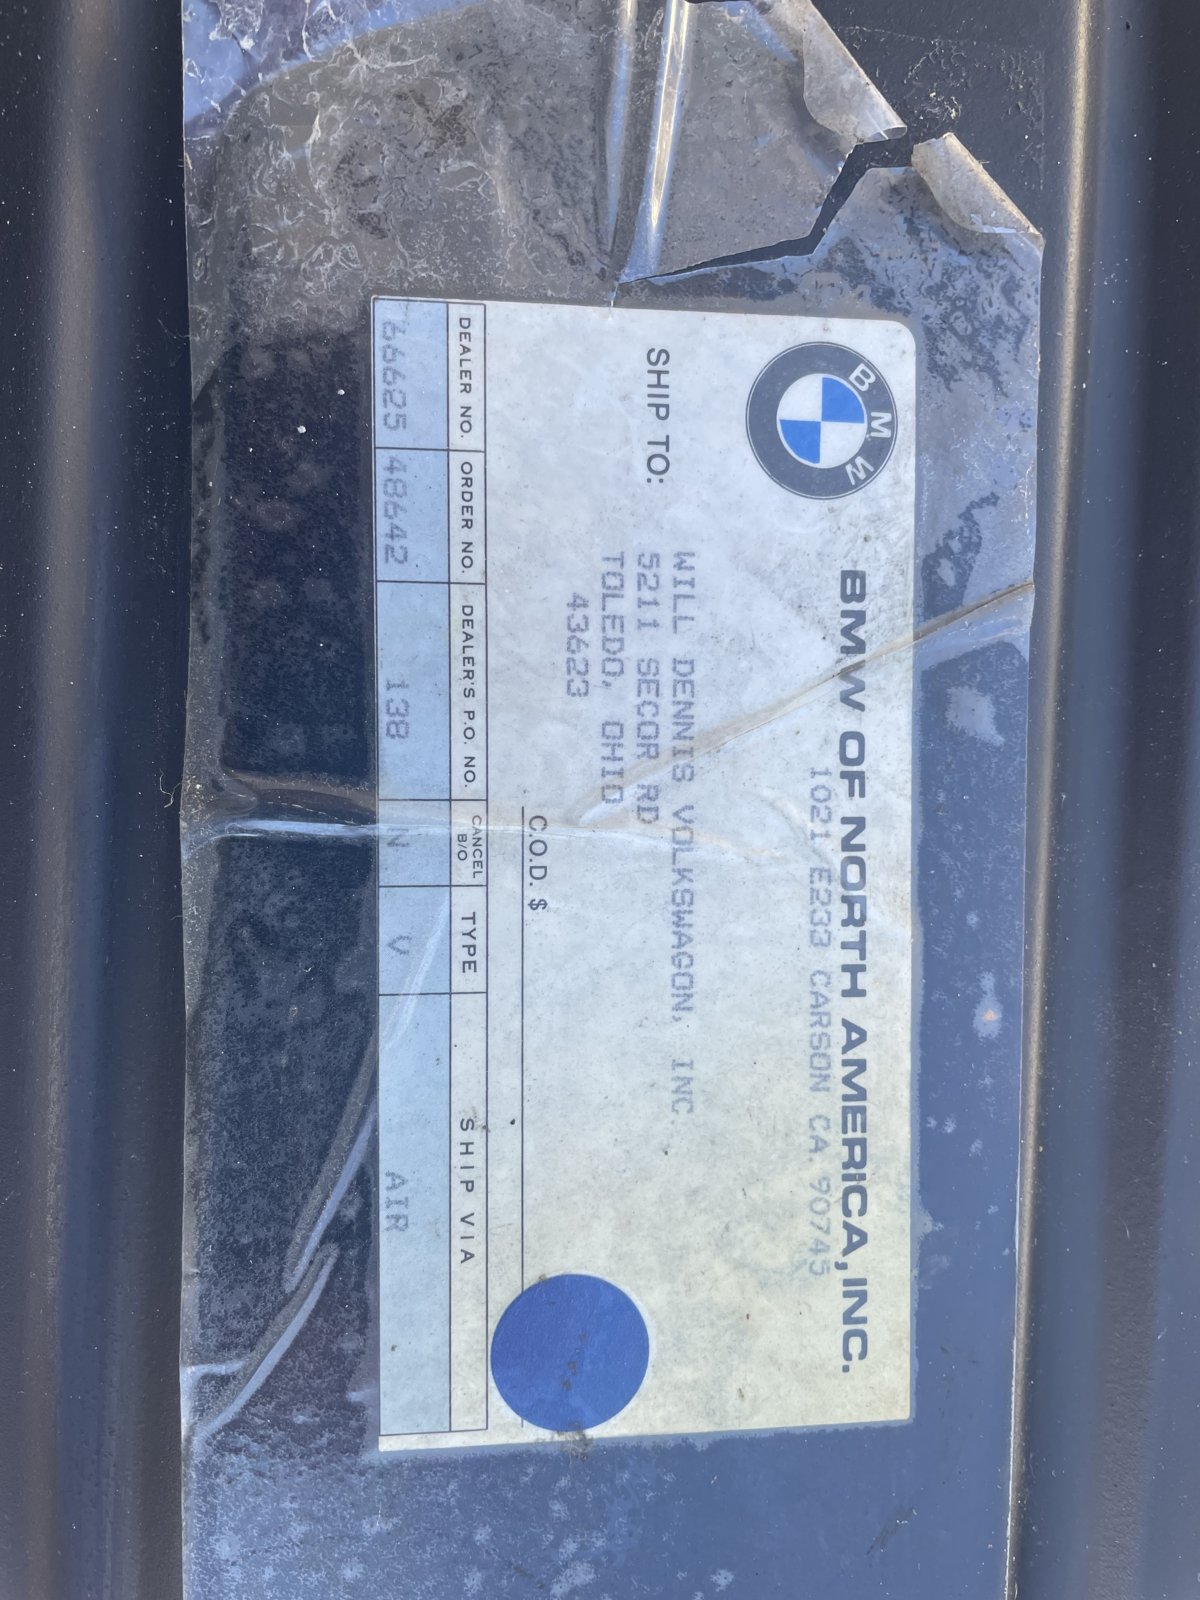 BMW
BMW OF NORTH AMERICA, INC.
1021 E233 CARSON CA. 90745
SHIP TO:
WILL DENNIS VOLKSWAGON, INC.
5211 SECOR RD
TOLEDO, OHIO
43623
C.O.D. $
DEALER NO. ORDER NO. DEALER'S P.O. NO. CANCEL B/O TYPE SHIP VIA
66625 48642 138 N V AIR